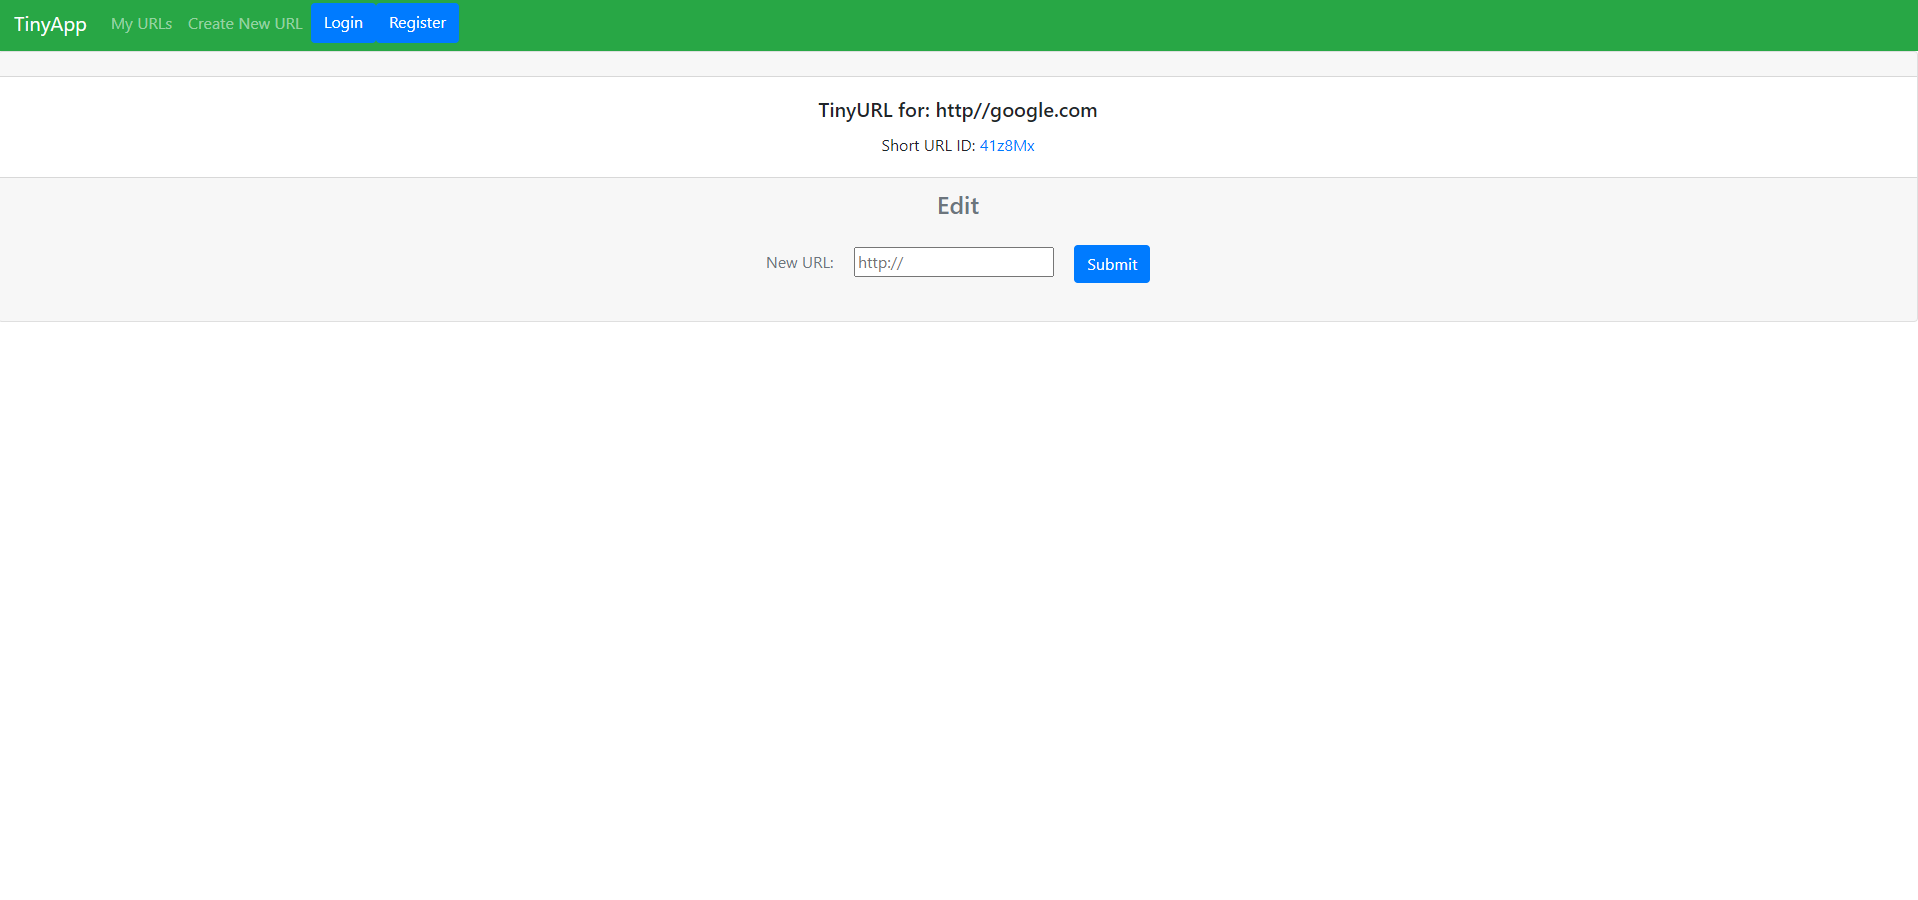 TinyApp My URLs Create New URL Login Register
TinyURL for: http//google.com
Short URL ID: 41z8Mx
Edit
New URL: http:// Submit